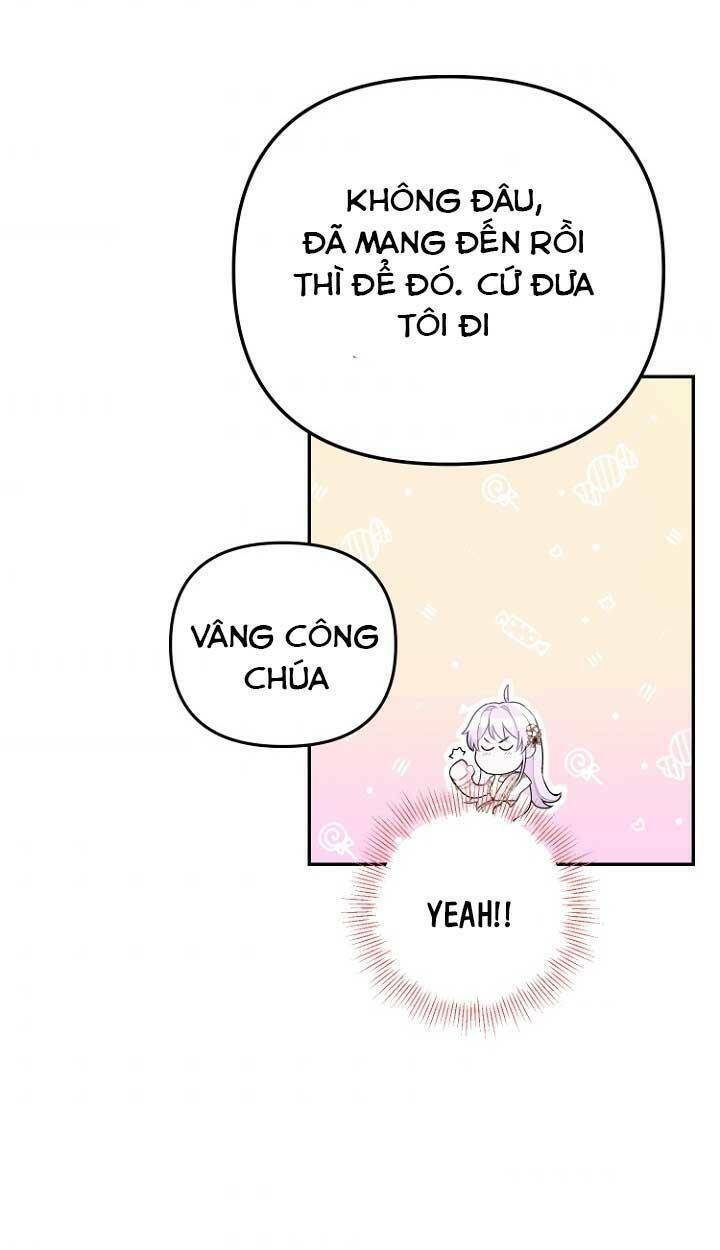 KHÔNG ĐÂU,
ĐÃ MANG ĐẾN RỒI
THÌ ĐỂ ĐÓ. CỨ ĐƯA
TÔI ĐI
VÂNG CÔNG
CHÚA
YEAH!!